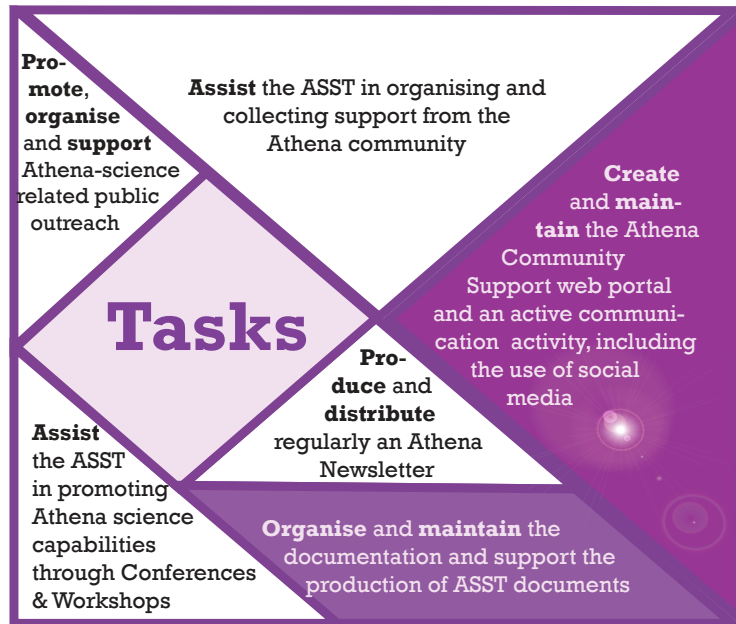 Pro-
mote,
organise
and support
Athena-science
related public
outreach
Assist the ASST in organising and
collecting support from the
Athena community
Create
and main-
tain the Athena
Community
Support web portal
and an active communi-
cation activity, including
the use of social
media
Tasks
Pro-
duce and
distribute
regularly an Athena
Newsletter
Assist
the ASST
in promoting
Athena science
capabilities
through Conferences
& Workshops
Organise and maintain the
documentation and support the
production of ASST documents